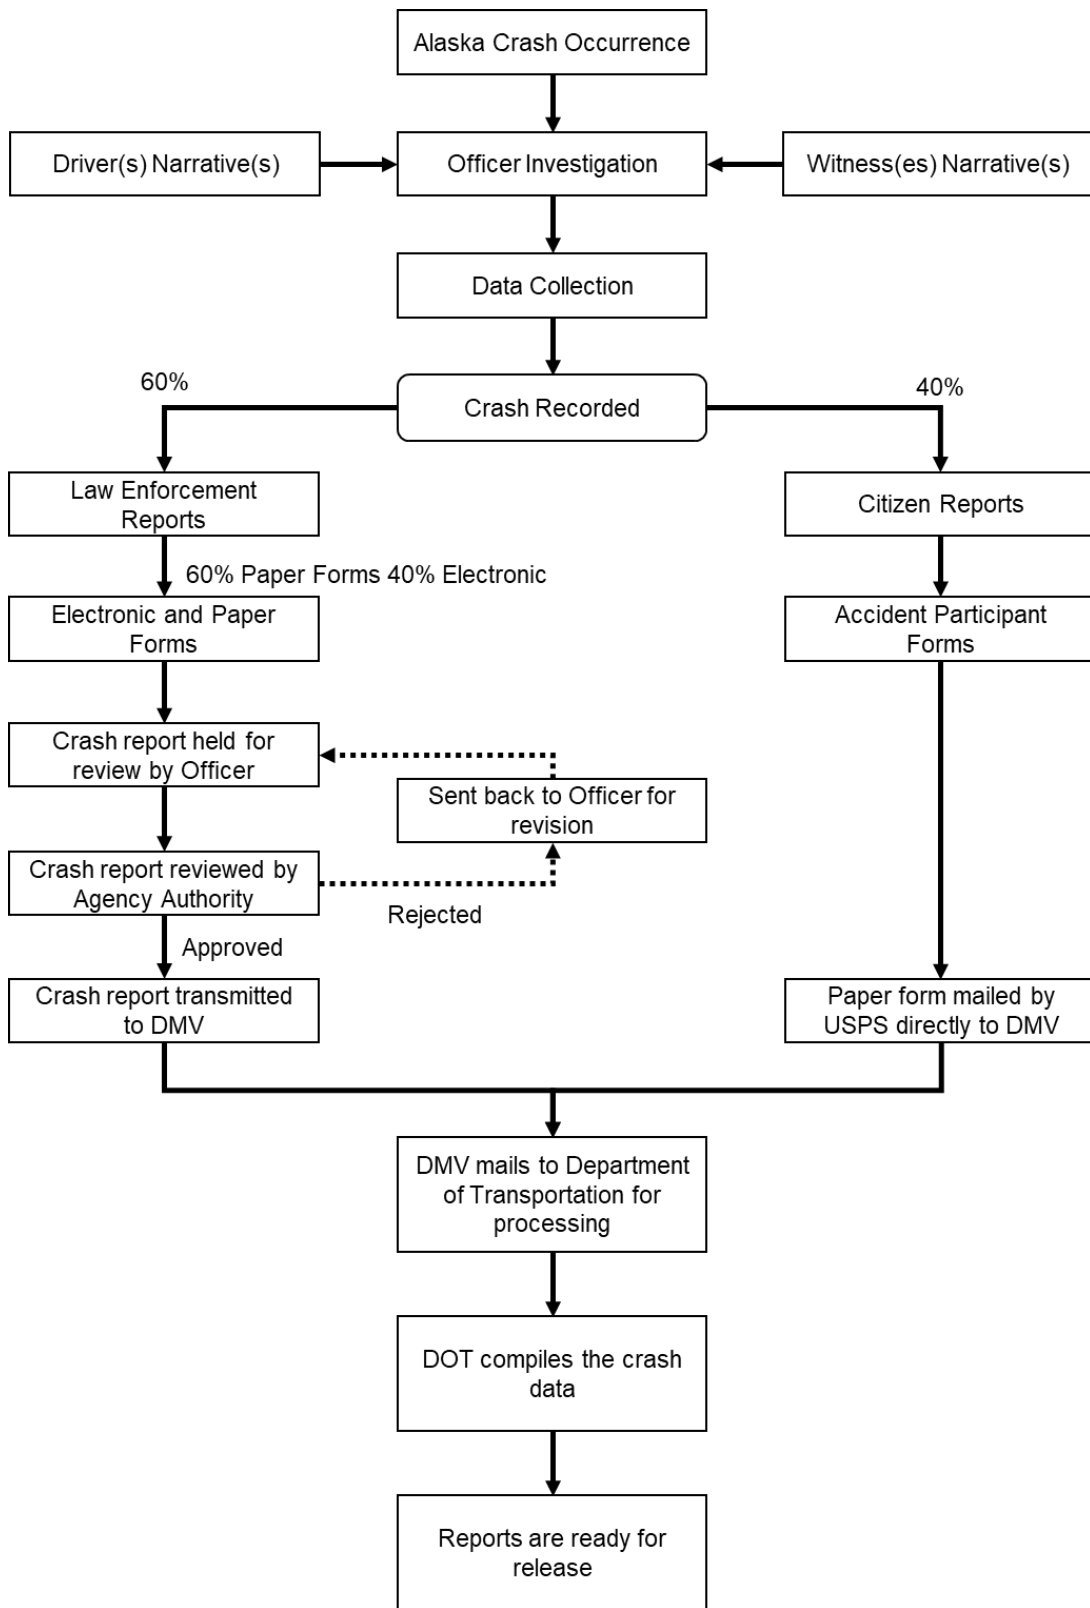 Alaska Crash Occurrence
Driver(s) Narrative(s)
Officer Investigation
Witness(es) Narrative(s)
Data Collection
60%
Crash Recorded
40%
Law Enforcement
Reports
Citizen Reports
60% Paper Forms 40% Electronic
Electronic and Paper
Forms
Accident Participant
Forms
Crash report held for
review by Officer
Sent back to Officer for
revision
Crash report reviewed by
Agency Authority
Rejected
Approved
Crash report transmitted
to DMV
Paper form mailed by
USPS directly to DMV
DMV mails to Department
of Transportation for
processing
DOT compiles the crash
data
Reports are ready for
release